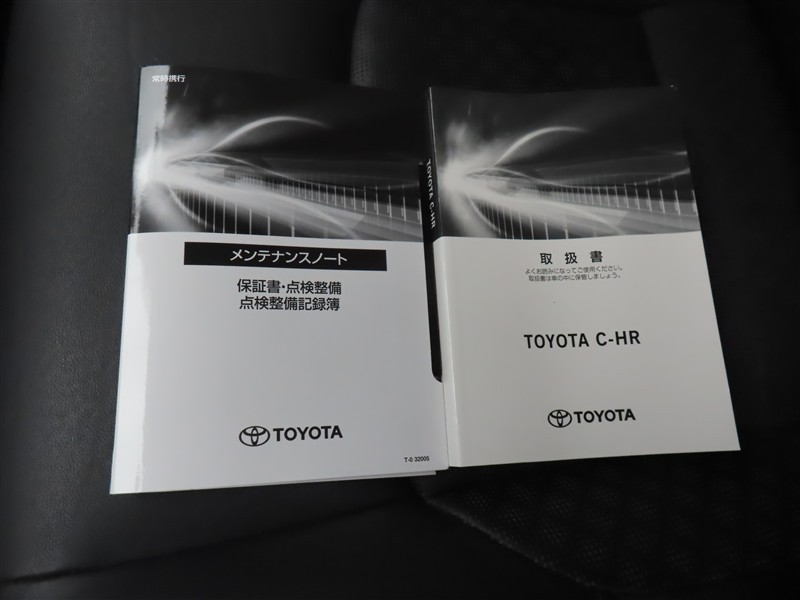 常時携行
メンテナンスノート
保証書・点検整備
点検整備記録簿
TOYOTA
T-0 32005
TOYOTA C-HR
取扱書
よくお読みになってご使用ください。
取扱書は車の中に保管しましょう。
TOYOTA C-HR
TOYOTA